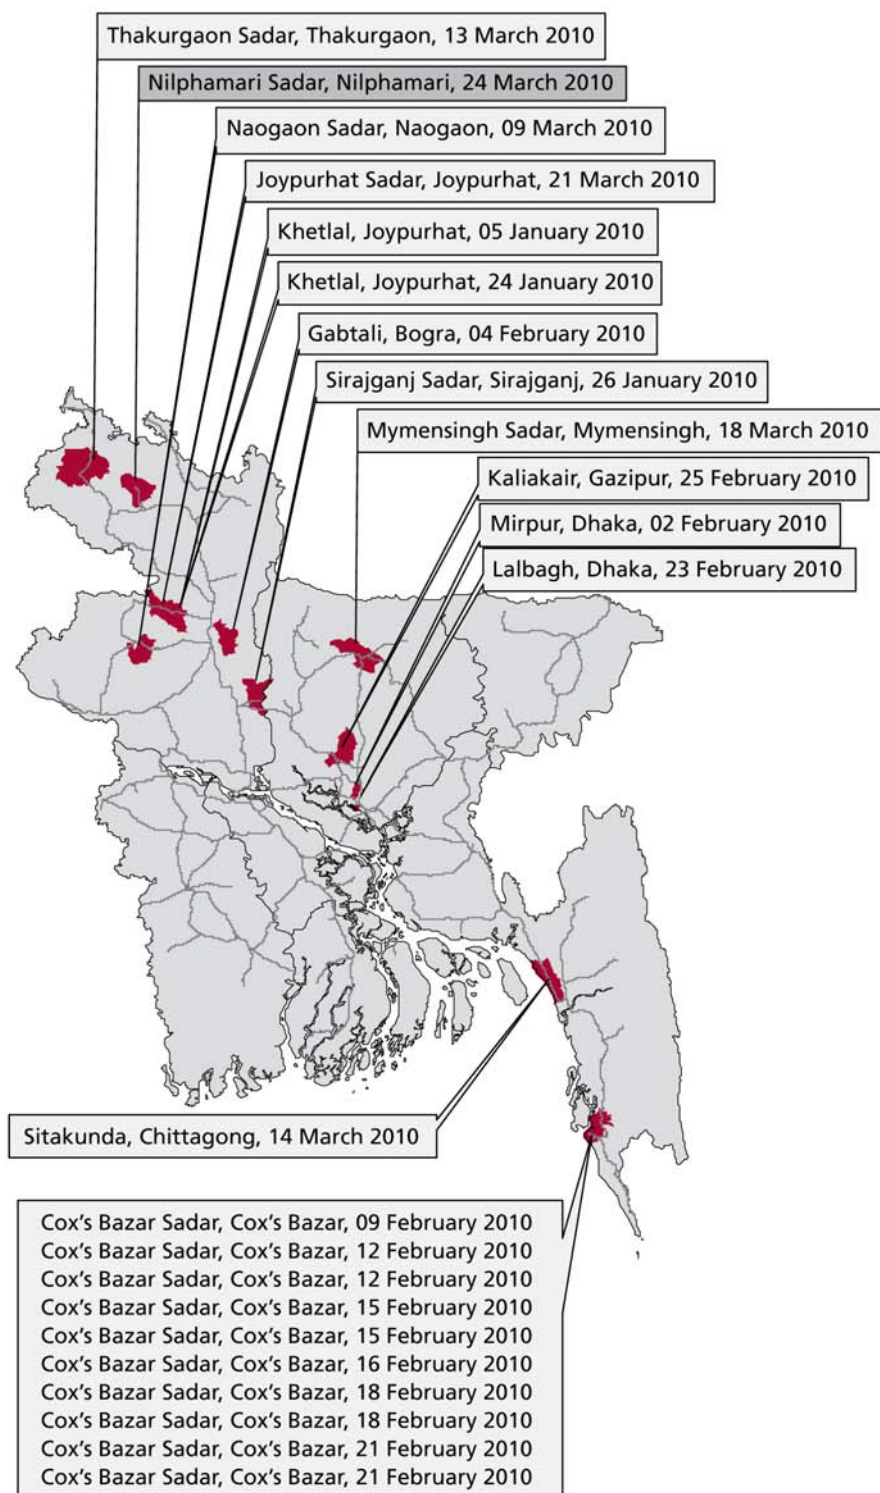 Thakurgaon Sadar, Thakurgaon, 13 March 2010
Nilphamari Sadar, Nilphamari, 24 March 2010
Naogaon Sadar, Naogaon, 09 March 2010
Joypurhat Sadar, Joypurhat, 21 March 2010
Khetlal, Joypurhat, 05 January 2010
Khetlal, Joypurhat, 24 January 2010
Gabtali, Bogra, 04 February 2010
Sirajganj Sadar, Sirajganj, 26 January 2010
Mymensingh Sadar, Mymensingh, 18 March 2010
Kaliakair, Gazipur, 25 February 2010
Mirpur, Dhaka, 02 February 2010
Lalbagh, Dhaka, 23 February 2010
Sitakunda, Chittagong, 14 March 2010
Cox's Bazar Sadar, Cox's Bazar, 09 February 2010
Cox's Bazar Sadar, Cox's Bazar, 12 February 2010
Cox's Bazar Sadar, Cox's Bazar, 12 February 2010
Cox's Bazar Sadar, Cox's Bazar, 15 February 2010
Cox's Bazar Sadar, Cox's Bazar, 15 February 2010
Cox's Bazar Sadar, Cox's Bazar, 16 February 2010
Cox's Bazar Sadar, Cox's Bazar, 18 February 2010
Cox's Bazar Sadar, Cox's Bazar, 18 February 2010
Cox's Bazar Sadar, Cox's Bazar, 21 February 2010
Cox's Bazar Sadar, Cox's Bazar, 21 February 2010